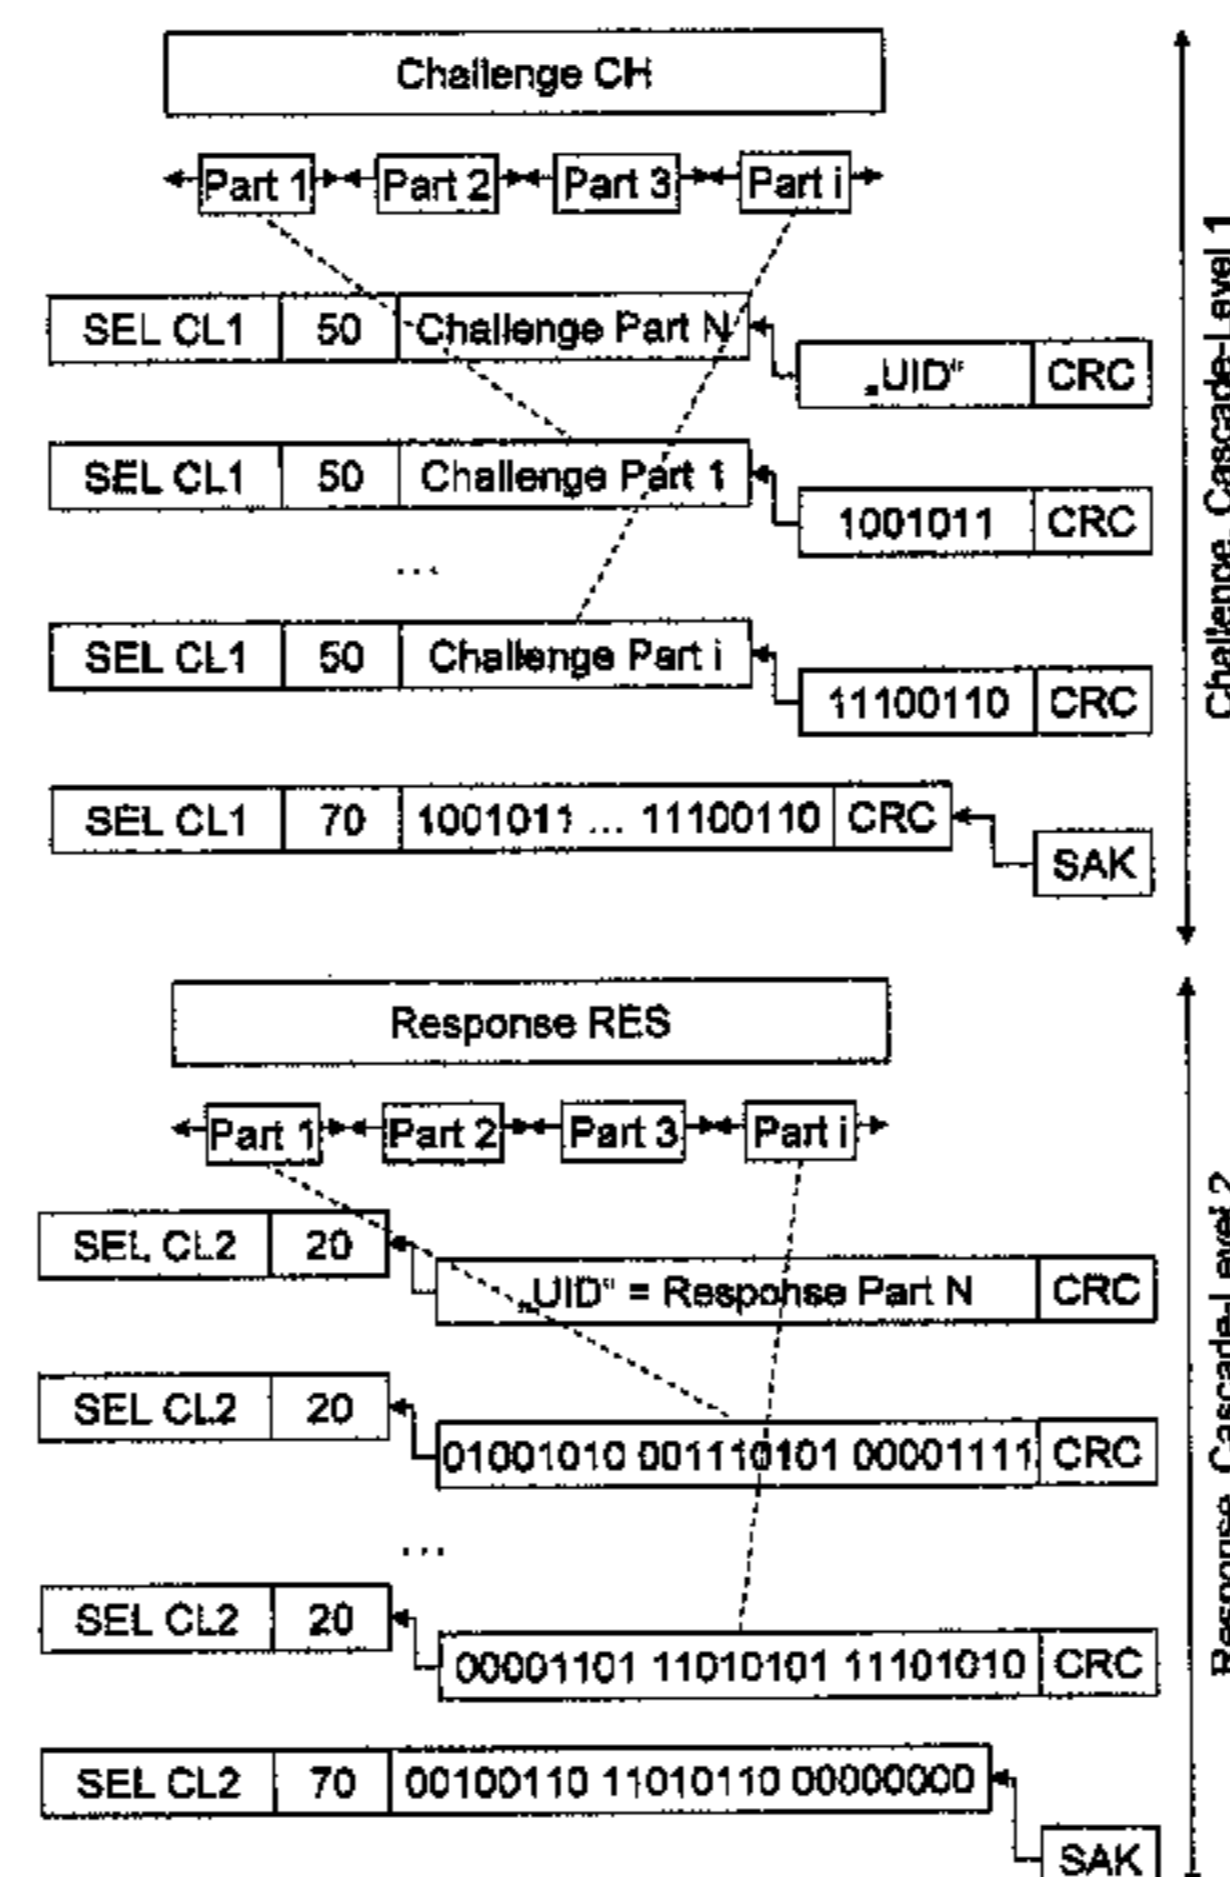 Challenge CH
Part 1 Part 2 Part 3 Part i
SEL CL1 50 Challenge Part N
„UID“ CRC
SEL CL1 50 Challenge Part 1
1001011 CRC
...
SEL CL1 50 Challenge Part i
11100110 CRC
SEL CL1 70 1001011 ... 11100110 CRC
SAK
Challenge, Cascade-Level 1
Response RES
Part 1 Part 2 Part 3 Part i
SEL CL2 20
„UID“ = Response Part N CRC
SEL CL2 20
01001010 001110101 00001111 CRC
...
SEL CL2 20
00001101 11010101 11101010 CRC
SEL CL2 70 00100110 11010110 00000000
SAK
Response, Cascade-Level 2